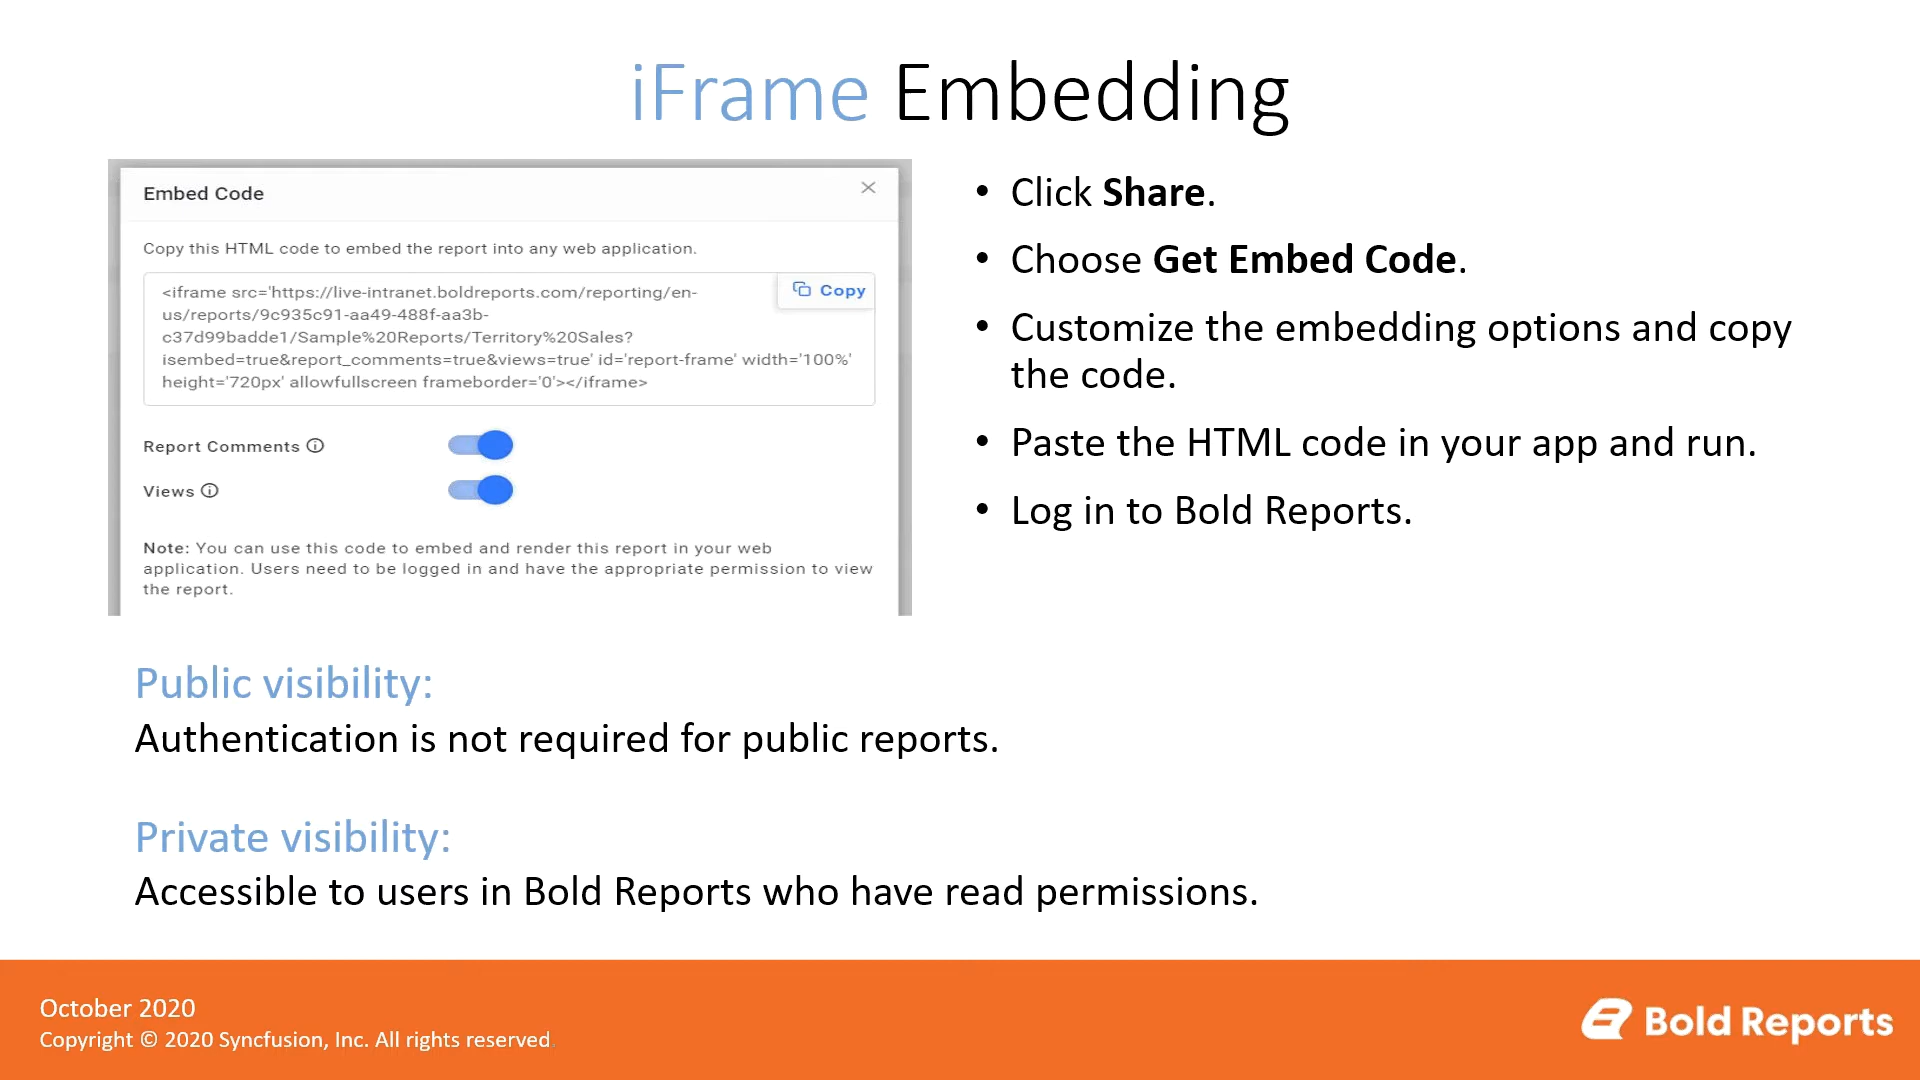 iFrame Embedding
Embed Code
Copy this HTML code to embed the report into any web application.
<iframe src='https://live-intranet.boldreports.com/reporting/en-
us/reports/9c935c91-aa49-488f-aa3b-
c37d99badde1/Sample%20Reports/Territory%20Sales?
isembed=true&report_comments=true&views=true' id='report-frame' width='100%'
height='720px' allowfullscreen frameborder='0'></iframe>
Copy
Report Comments
Views
Note: You can use this code to embed and render this report in your web
application. Users need to be logged in and have the appropriate permission to view
the report.
• Click Share.
• Choose Get Embed Code.
• Customize the embedding options and copy
the code.
• Paste the HTML code in your app and run.
• Log in to Bold Reports.
Public visibility:
Authentication is not required for public reports.
Private visibility:
Accessible to users in Bold Reports who have read permissions.
October 2020
Copyright © 2020 Syncfusion, Inc. All rights reserved.
Bold Reports